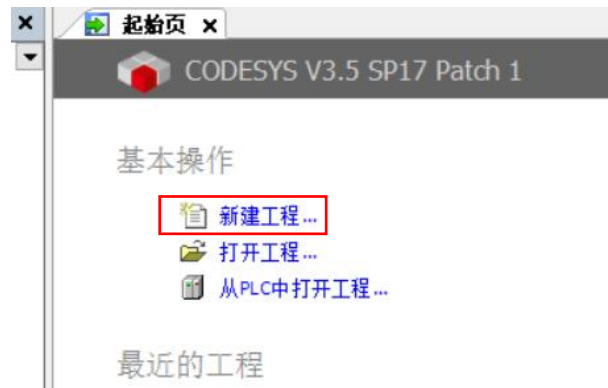 起始页
CODESYS V3.5 SP17 Patch 1
基本操作
新建工程...
打开工程...
从PLC中打开工程...
最近的工程